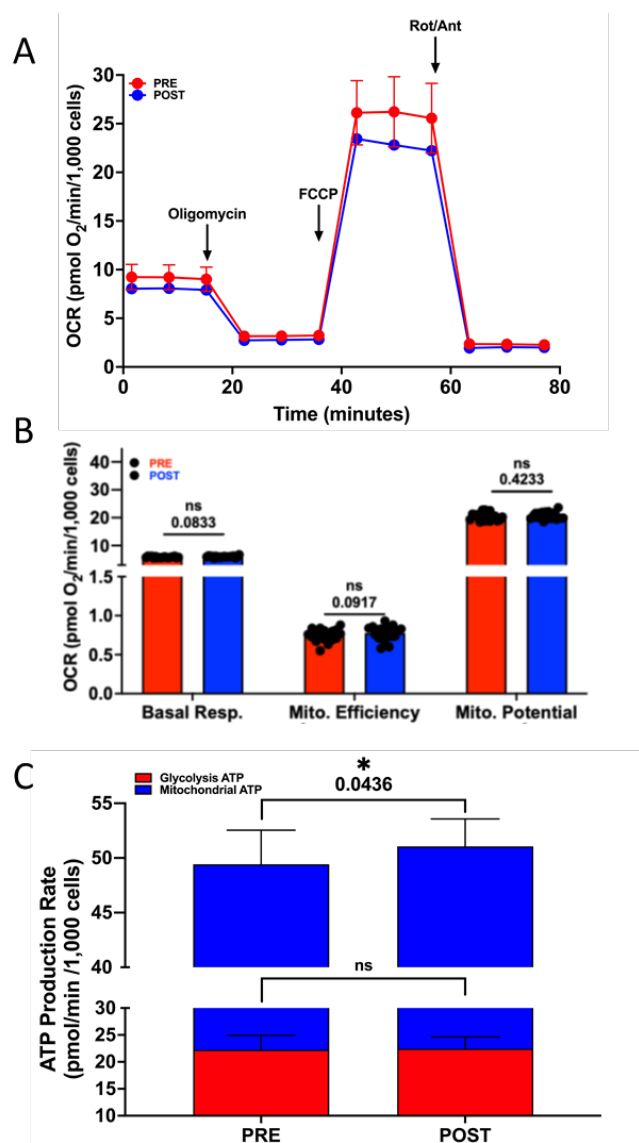 A
Rot/Ant
PRE
POST
Oligomycin
FCCP
OCR (pmol O2/min/1,000 cells)
30
25
20
15
10
5
0
0 20 40 60 80
Time (minutes)
B
PRE
POST
OCR (pmol O2/min/1,000 cells)
40
30
20
10
1.5
1.0
0.5
0.0
ns
0.0833
ns
0.0917
ns
0.4233
Basal Resp. Mito. Efficiency Mito. Potential
C
Glycolysis ATP
Mitochondrial ATP
*
0.0436
ns
ATP Production Rate
(pmol/min /1,000 cells)
55
50
45
40
30
25
20
15
10
PRE POST